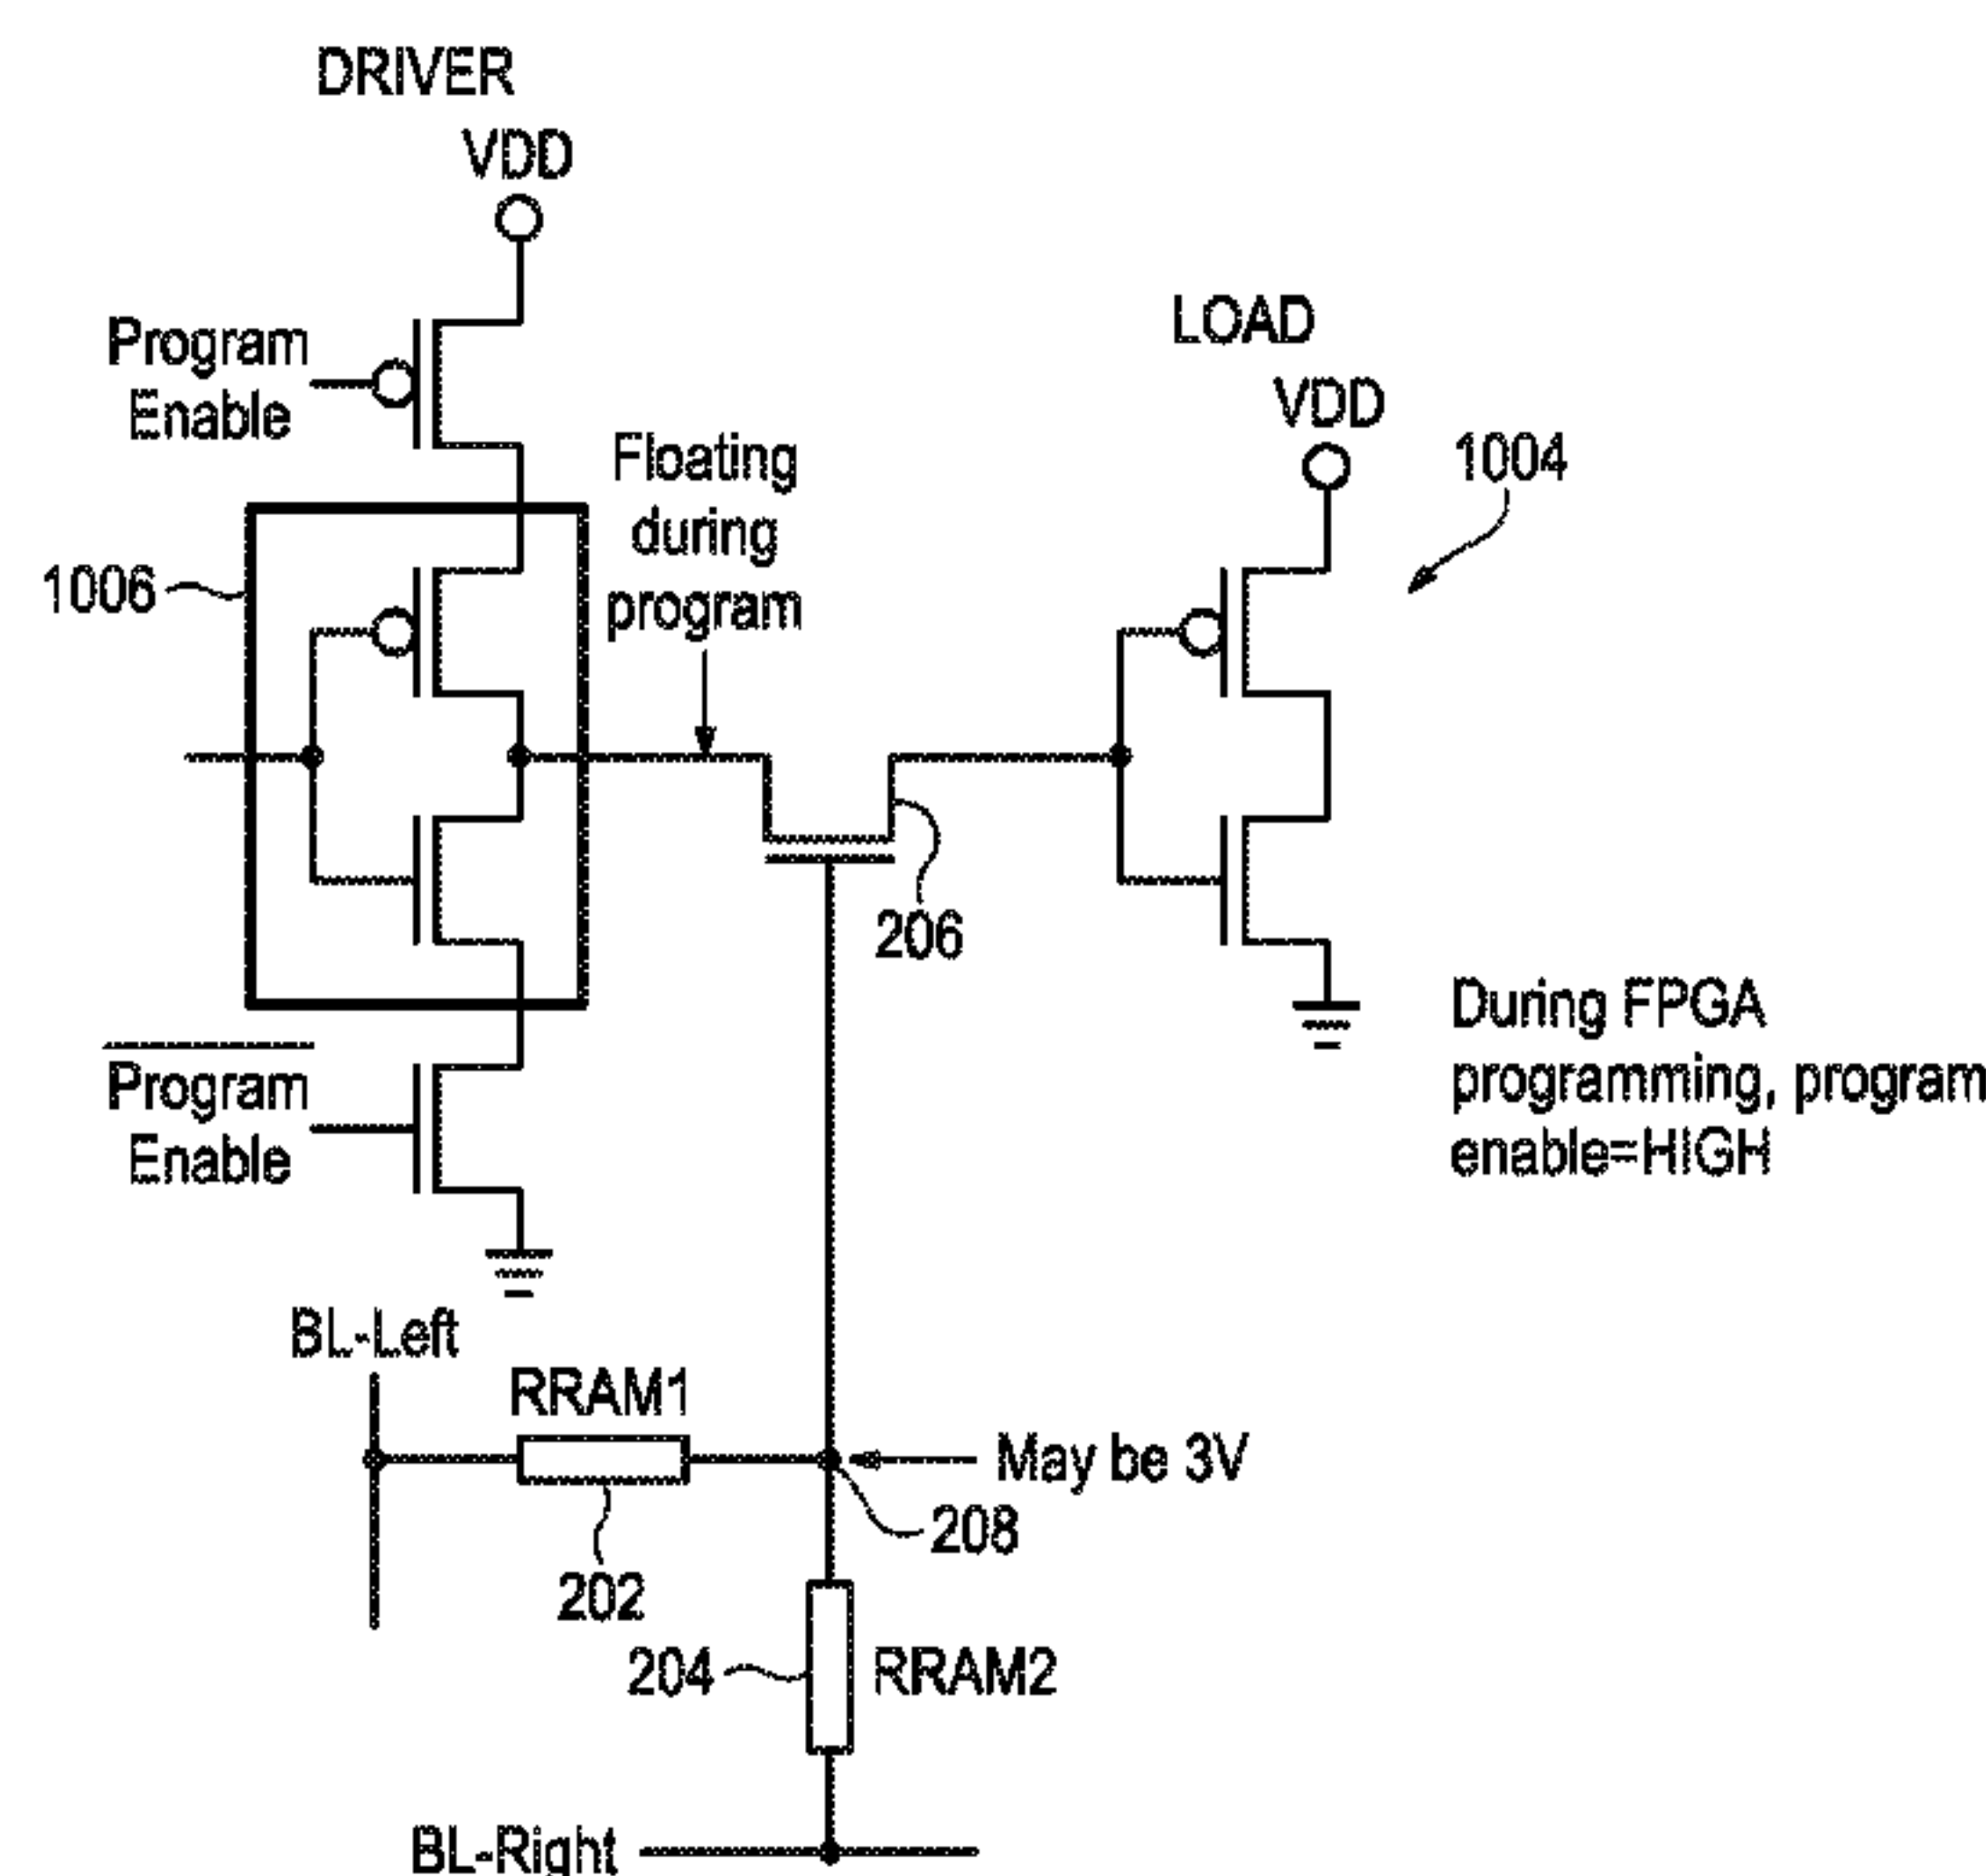 DRIVER
VDD
Program
Enable
LOAD
VDD
1004
Floating
during
program
1006
206
Program
Enable
During FPGA
programming, program
enable=HIGH
BL-Left
RRAM1
May be 3V
208
202
204
RRAM2
BL-Right